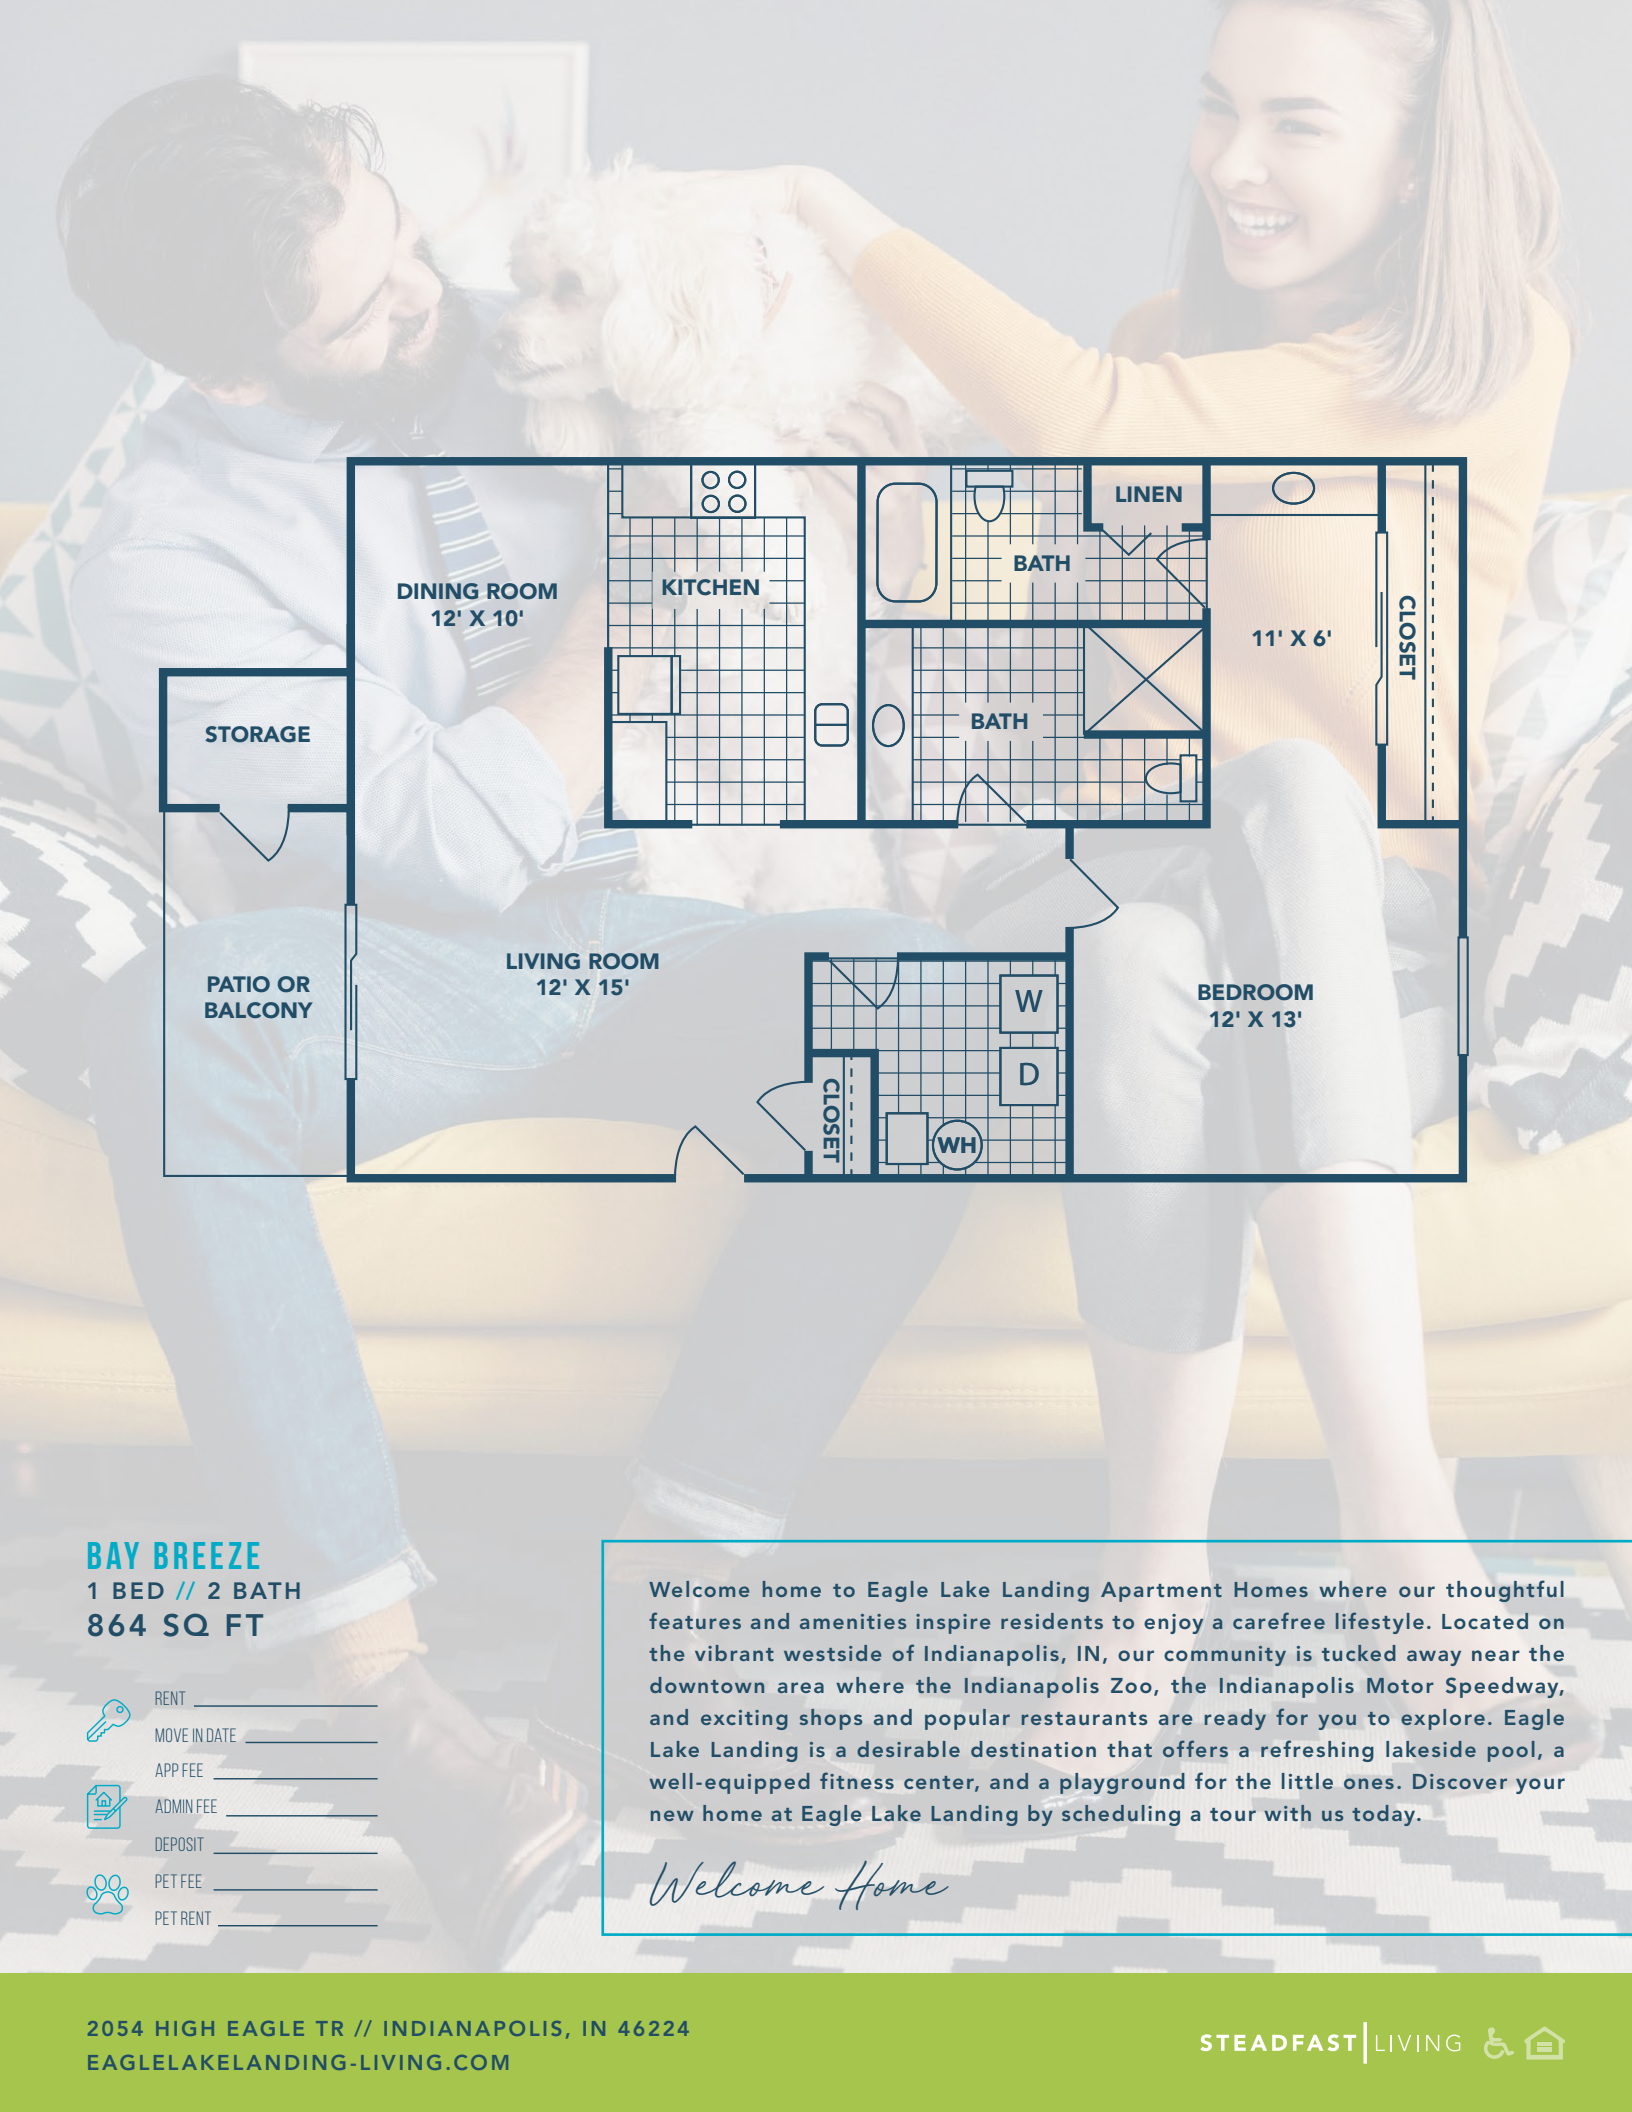 LINEN
BATH
KITCHEN
DINING ROOM
12' X 10'
11' X 6'
CLOSET
STORAGE
BATH
LIVING ROOM
12' X 15'
PATIO OR
BALCONY
W
BEDROOM
12' X 13'
D
CLOSET
WH
BAY BREEZE
1 BED // 2 BATH
864 SQ FT
RENT
MOVE IN DATE
APP FEE
ADMIN FEE
DEPOSIT
PET FEE
PET RENT
Welcome home to Eagle Lake Landing Apartment Homes where our thoughtful
features and amenities inspire residents to enjoy a carefree lifestyle. Located on
the vibrant westside of Indianapolis, IN, our community is tucked away near the
downtown area where the Indianapolis Zoo, the Indianapolis Motor Speedway,
and exciting shops and popular restaurants are ready for you to explore. Eagle
Lake Landing is a desirable destination that offers a refreshing lakeside pool, a
well-equipped fitness center, and a playground for the little ones. Discover your
new home at Eagle Lake Landing by scheduling a tour with us today.
Welcome Home
2054 HIGH EAGLE TR // INDIANAPOLIS, IN 46224
EAGLELAKELANDING-LIVING.COM
STEADFAST LIVING